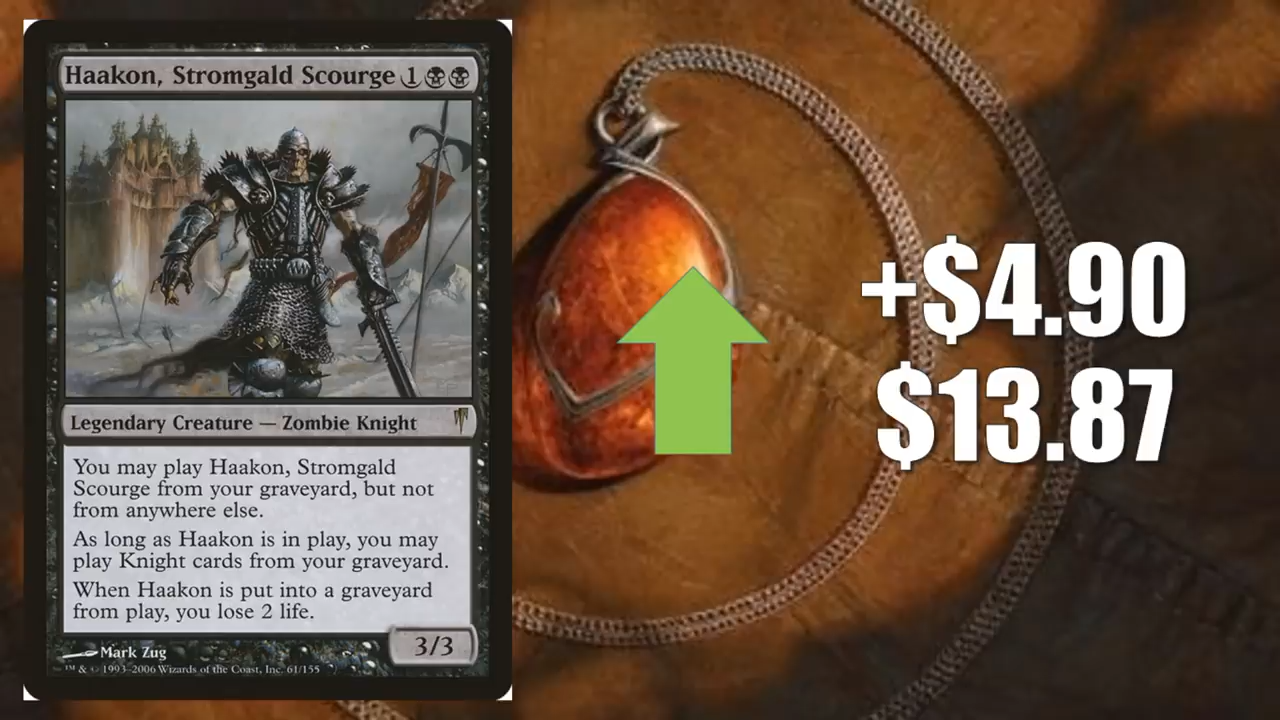 Haakon, Stromgald Scourge 1
Legendary Creature — Zombie Knight
You may play Haakon, Stromgald
Scourge from your graveyard, but not
from anywhere else.
As long as Haakon is in play, you may
play Knight cards from your graveyard.
When Haakon is put into a graveyard
from play, you lose 2 life.
3/3
Mark Zug
™ & © 1993–2006 Wizards of the Coast, Inc. 61/155
+$4.90
$13.87